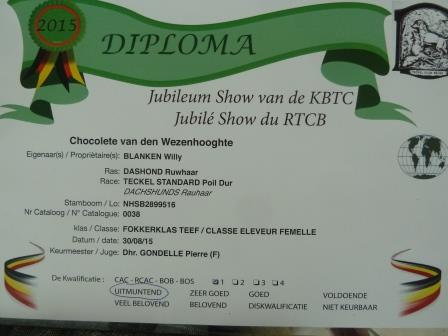 2015
DIPLOMA
Jubileum Show van de KBTC
Jubilé Show du RTCB
Chocolete van den Wezenhooghte
Eigenaar(s) / Propriètaire(s): BLANKEN Willy
Ras: DASHOND Ruwhaar
Race: TECKEL STANDARD Poil Dur
DACHSHUNDS Rauhaar
Stamboom / Lo: NHSB2899516
Nr Cataloog / N° Catalogue: 0038
klas / Classe: FOKKERKLAS TEEF / CLASSE ELEVEUR FEMELLE
Datum / date: 30/08/15
Keurmeester / Juge: Dhr. GONDELLE Pierre (F)
De Kwalificatie: CAC - RCAC - BOB - BOS 1 2 3 4
UITMUNTEND ZEER GOED GOED VOLDOENDE
VEEL BELOVEND BELOVEND DISKWALIFICATIE NIET KEURBAAR